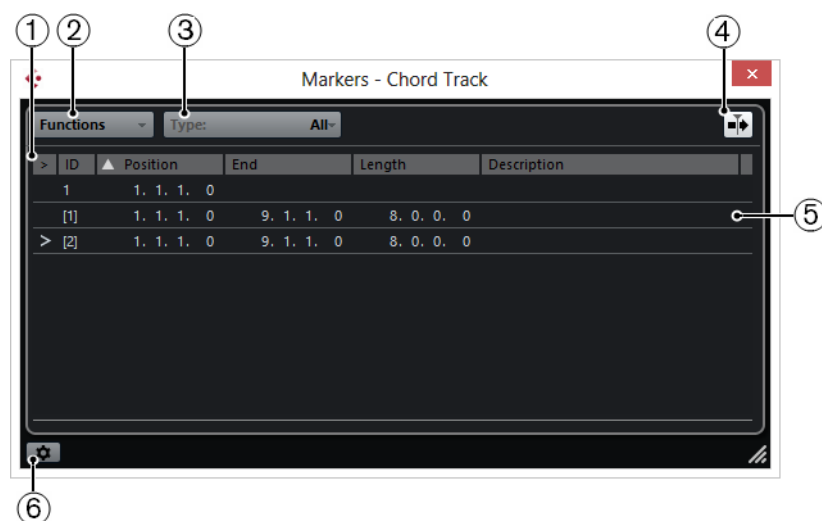 ① ② ③ ④
Markers - Chord Track ×
Functions Type: All
> ID Position End Length Description
1 1. 1. 1. 0
[1] 1. 1. 1. 0 9. 1. 1. 0 8. 0. 0. 0
⑤
> [2] 1. 1. 1. 0 9. 1. 1. 0 8. 0. 0. 0
⑥